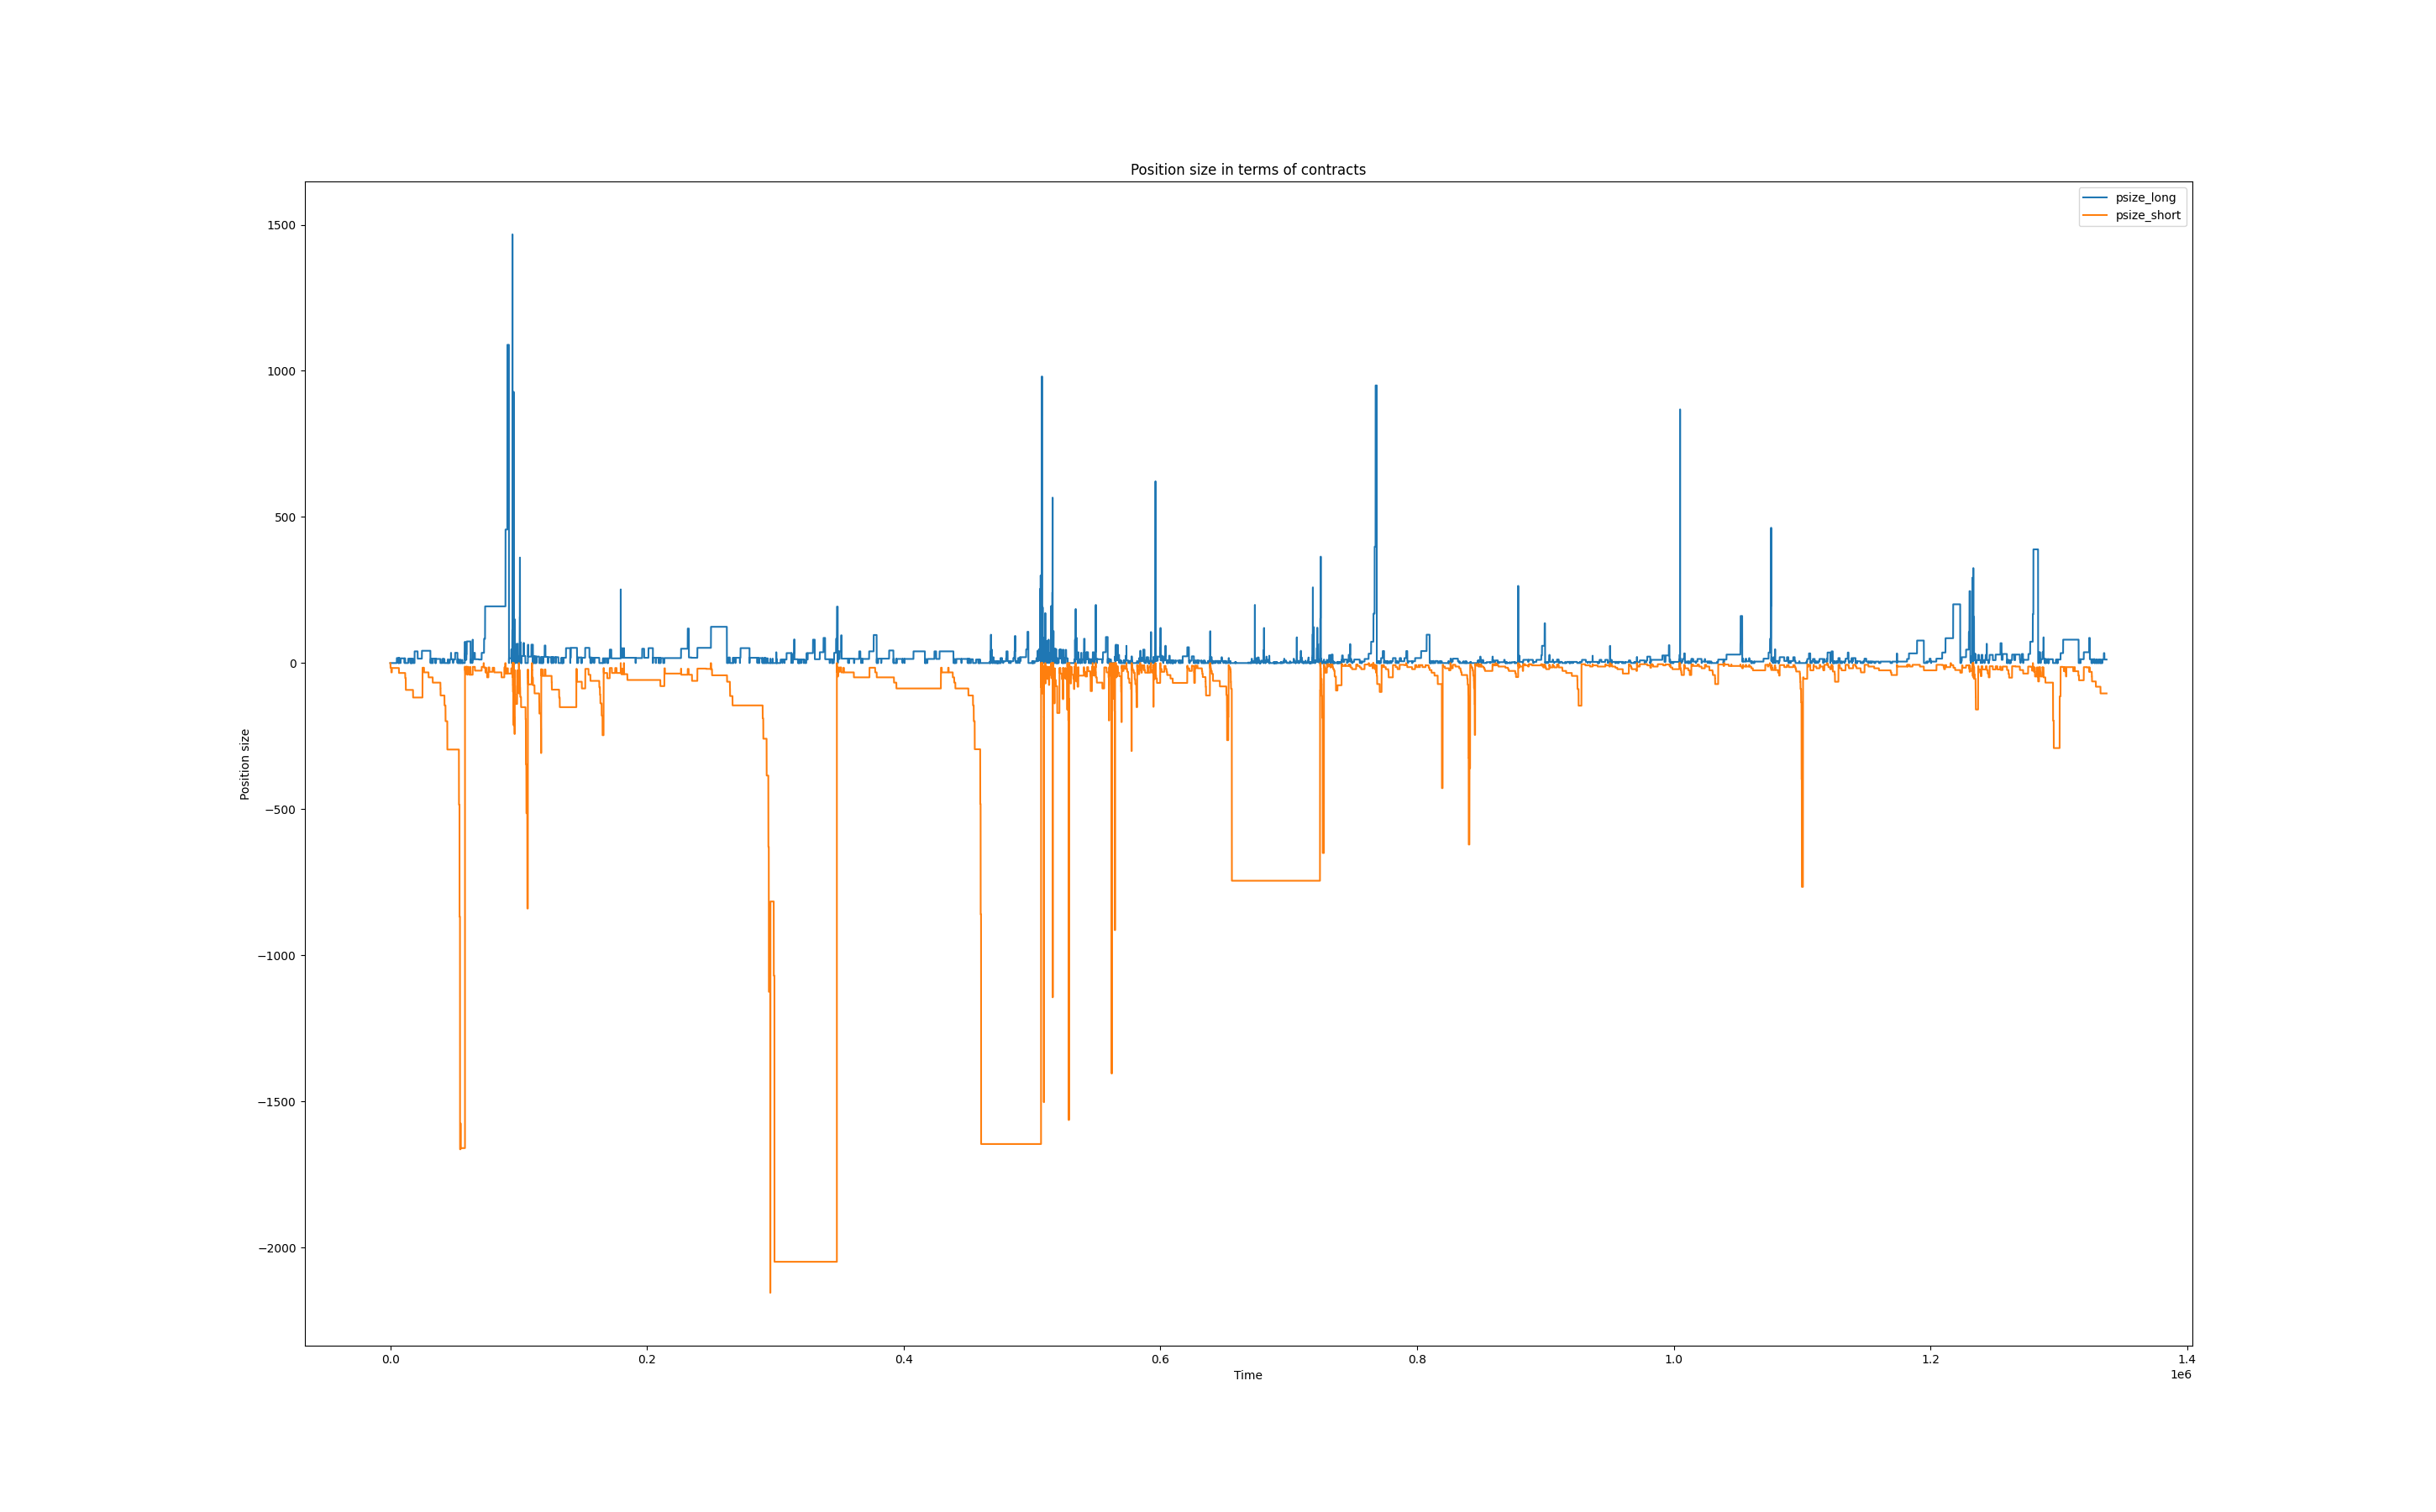 Position size in terms of contracts
psize_long
psize_short
1500
1000
500
0
−500
−1000
−1500
−2000
Position size
0.0 0.2 0.4 0.6 0.8 1.0 1.2 1.4
Time
1e6